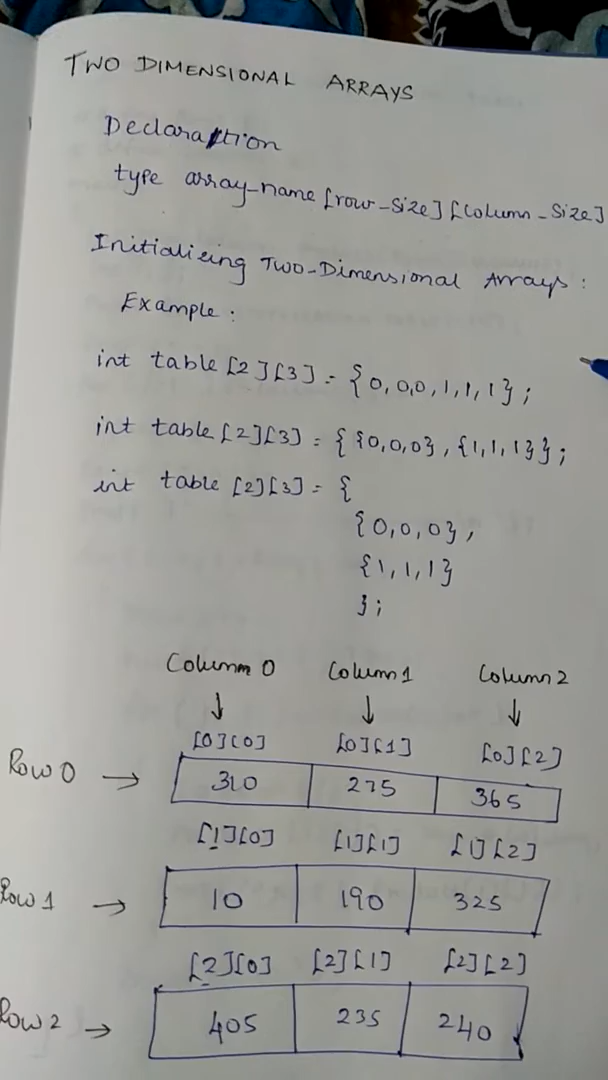 TWO DIMENSIONAL ARRAYS
Declaration
type array-name [row-size] [column-size]
Initializing Two-Dimensional Arrays :
Example :
int table [2][3] = {0,0,0,1,1,1};
int table [2][3] = { {0,0,0}, {1,1,1}};
int table [2][3] = {
{0,0,0},
{1,1,1}
};
Column 0 Column 1 Column 2
[0][0] [0][1] [0][2]
Row 0 → 310 275 365
[1][0] [1][1] [1][2]
Row 1 → 10 190 325
[2][0] [2][1] [2][2]
Row 2 → 405 235 240